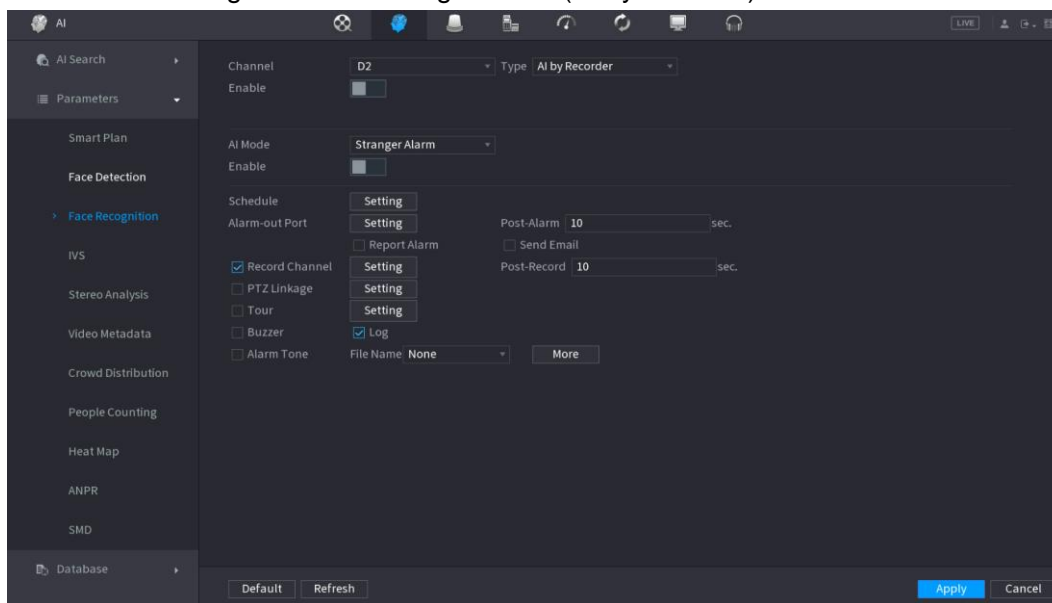 AI
LIVE
AI Search
Parameters
Smart Plan
Face Detection
Face Recognition
IVS
Stereo Analysis
Video Metadata
Crowd Distribution
People Counting
Heat Map
ANPR
SMD
Database
Channel D2 Type AI by Recorder
Enable
AI Mode Stranger Alarm
Enable
Schedule Setting
Alarm-out Port Setting Post-Alarm 10 sec.
Report Alarm Send Email
Record Channel Setting Post-Record 10 sec.
PTZ Linkage Setting
Tour Setting
Buzzer Log
Alarm Tone File Name None More
Default Refresh Apply Cancel